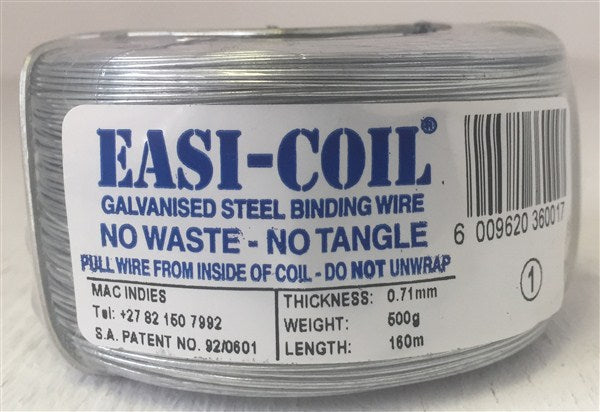 EASI-COIL®
GALVANISED STEEL BINDING WIRE
NO WASTE - NO TANGLE
PULL WIRE FROM INSIDE OF COIL - DO NOT UNWRAP
MAC INDIES
Tel: +27 82 150 7992
S.A. PATENT NO. 92/0601
THICKNESS: 0.71mm
WEIGHT: 500g
LENGTH: 160m
6 009620 360017
1